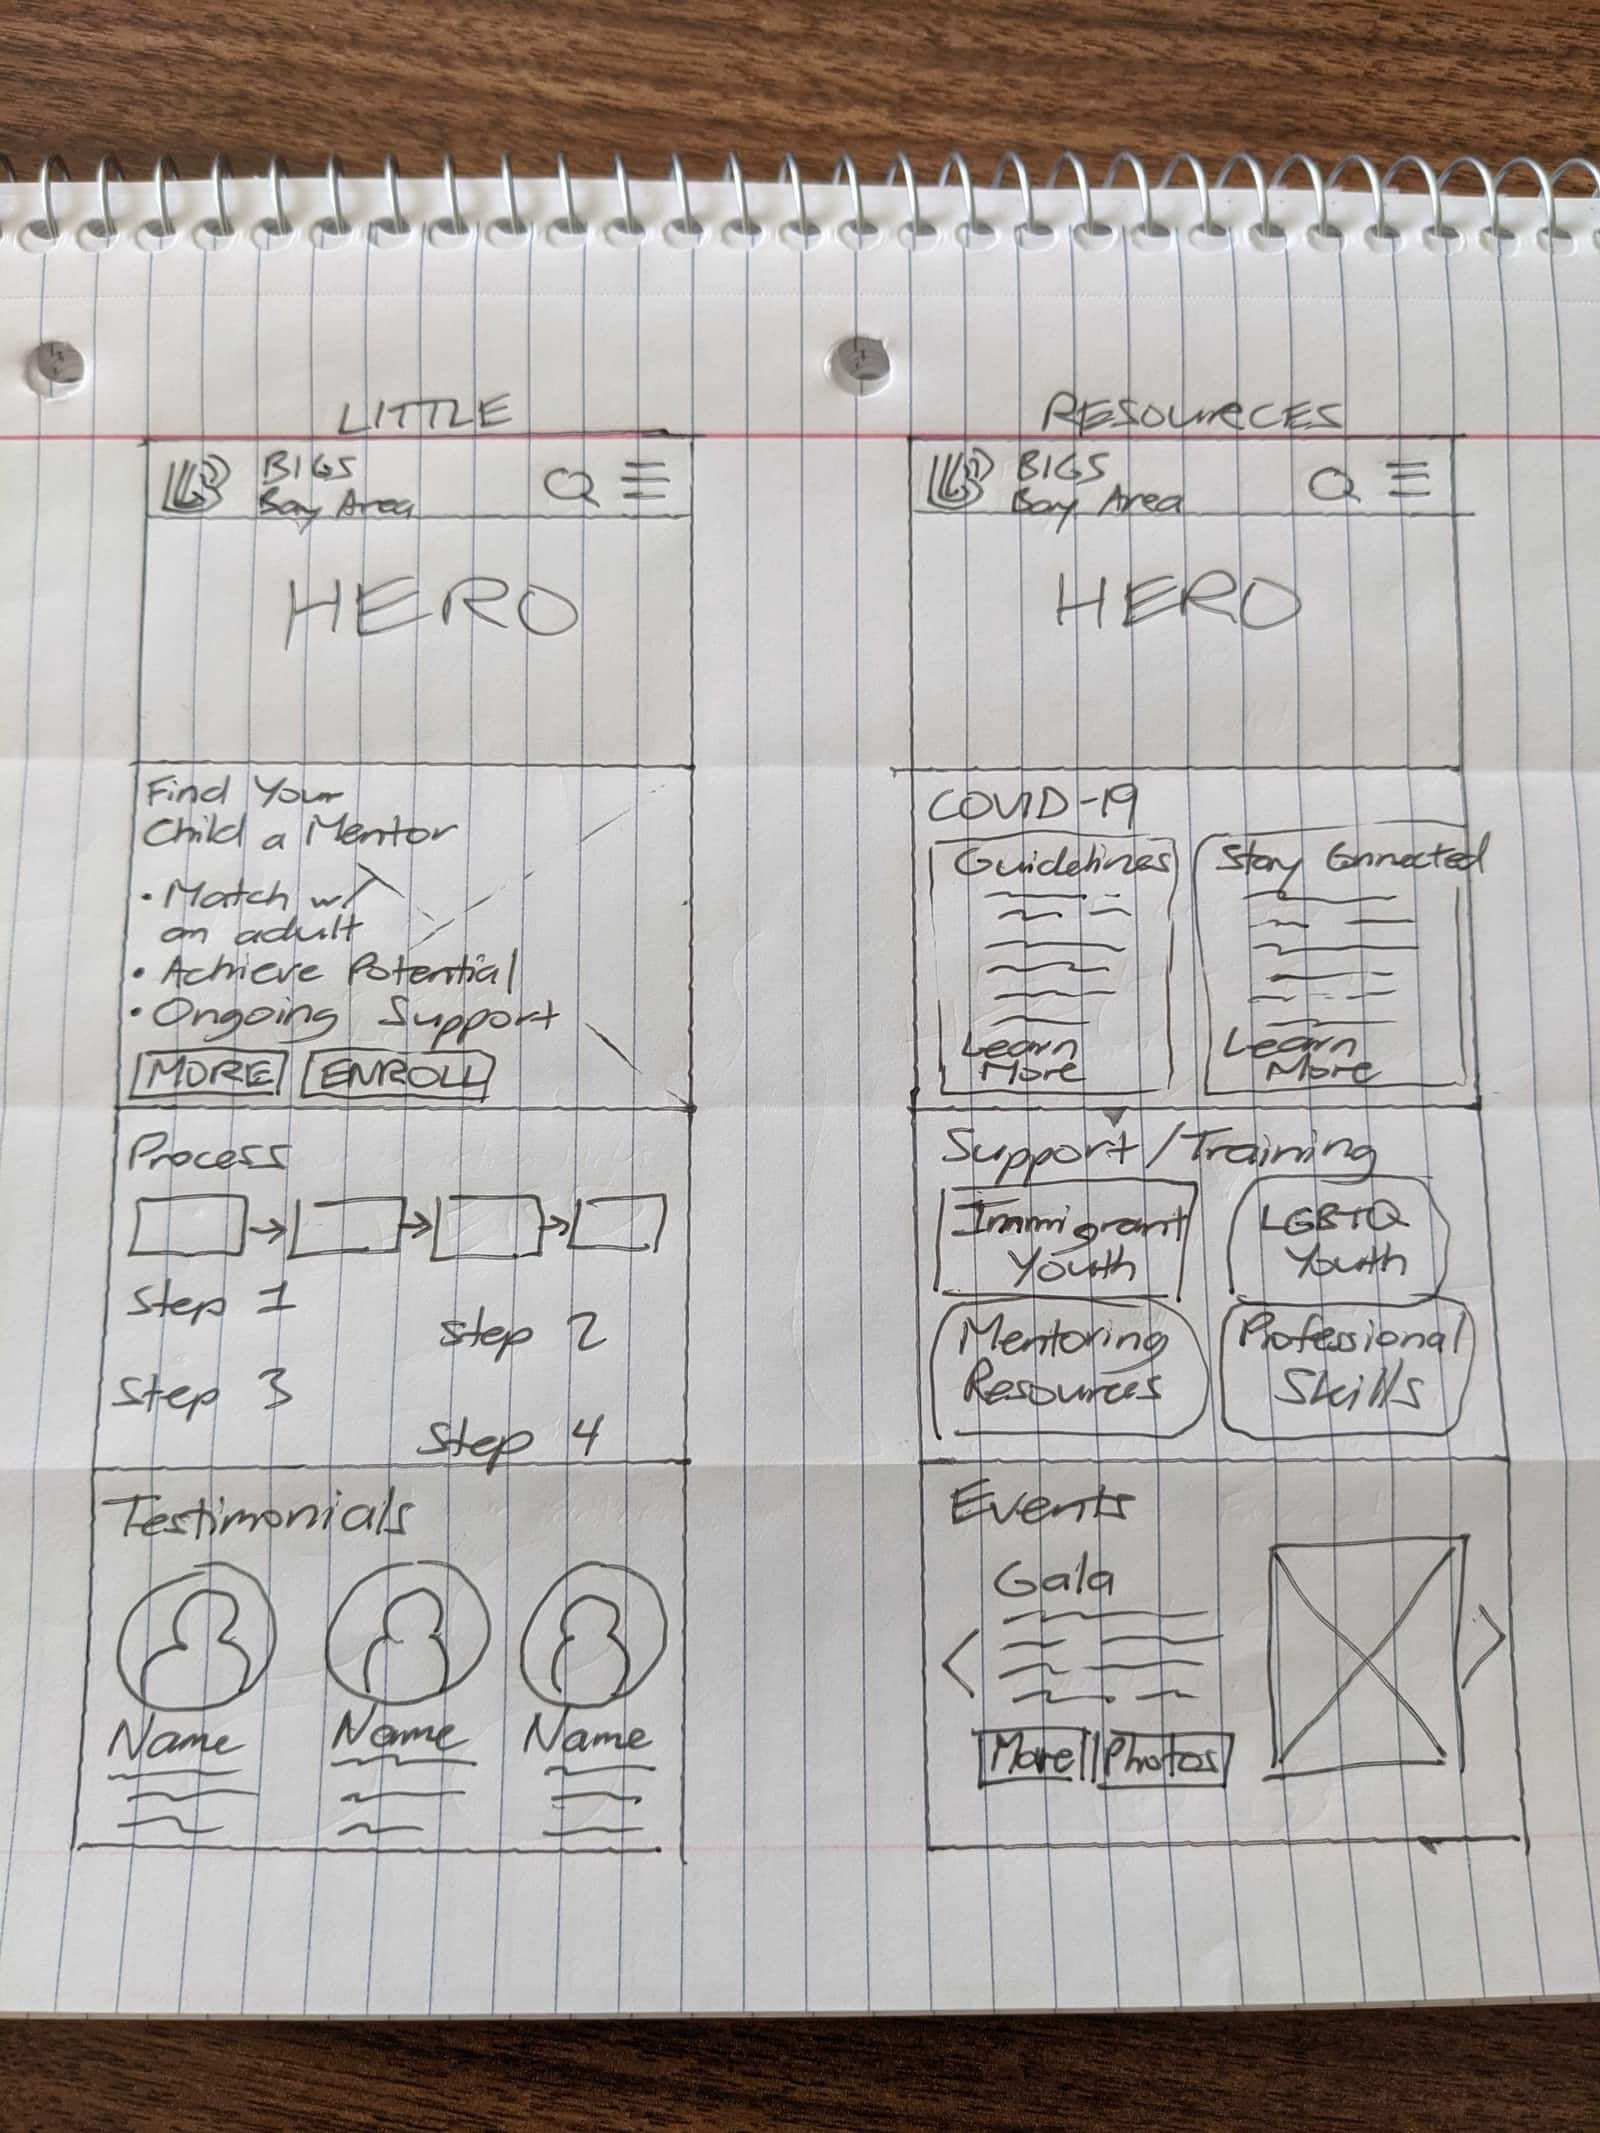 LITTLE
BIGS
Bay Area
HERO
Find Your
Child a Mentor
• Match w/
an adult
• Achieve Potential
• Ongoing Support
MORE ENROLL
Process
Step 1
Step 2
Step 3
Step 4
Testimonials
Name Name Name
RESOURCES
BIGS
Bay Area
HERO
COVID-19
Guidelines
Learn
More
Stay Connected
Learn
More
Support/Training
Immigrant
Youth
LGBTQ
Youth
Mentoring
Resources
Professional
Skills
Events
Gala
More Photos